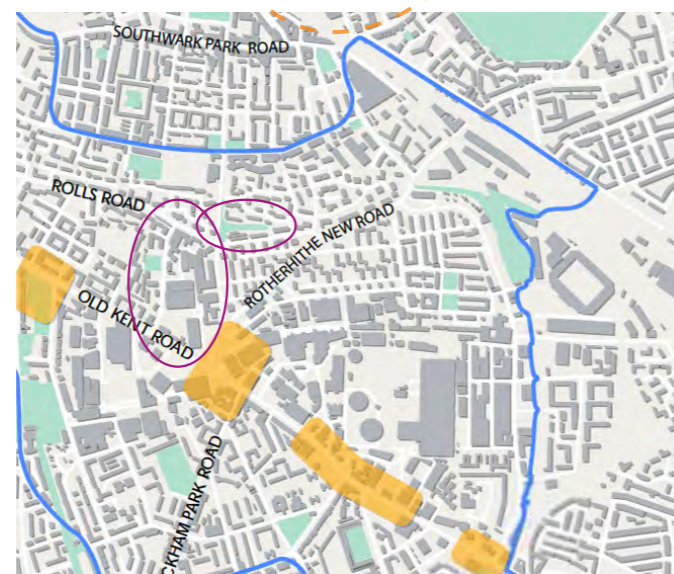 SOUTHWARK PARK ROAD
ROLLS ROAD
ROTHERHITHE NEW ROAD
OLD KENT ROAD
CKHAM PARK ROAD